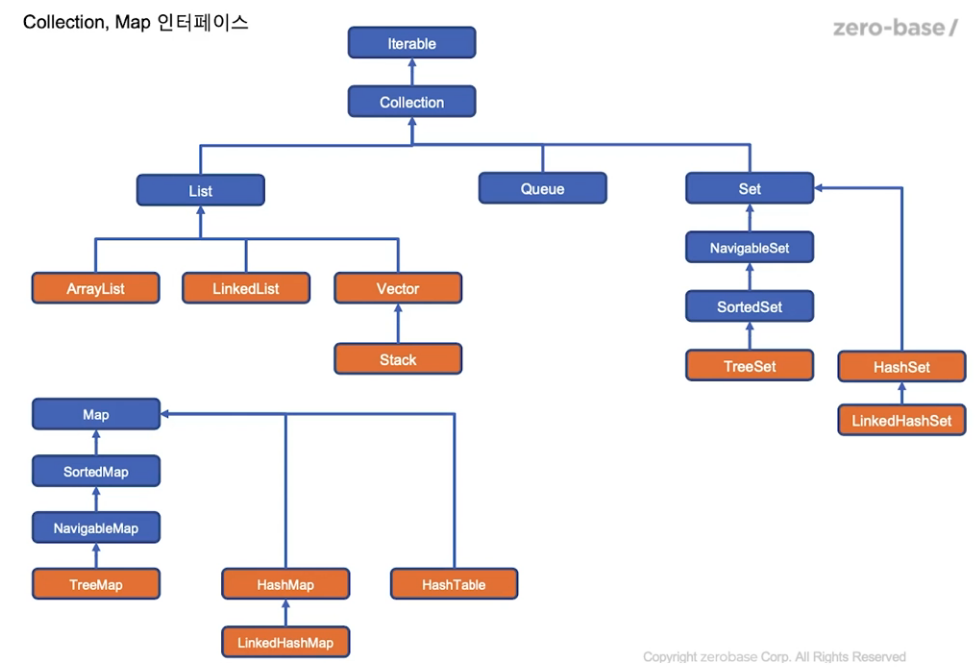 Collection, Map 인터페이스
zero-base/
Iterable
Collection
List
Queue
Set
NavigableSet
ArrayList
LinkedList
Vector
SortedSet
Stack
TreeSet
HashSet
Map
LinkedHashSet
SortedMap
NavigableMap
TreeMap
HashMap
HashTable
LinkedHashMap
Copyright zerobase Corp. All Rights Reserved